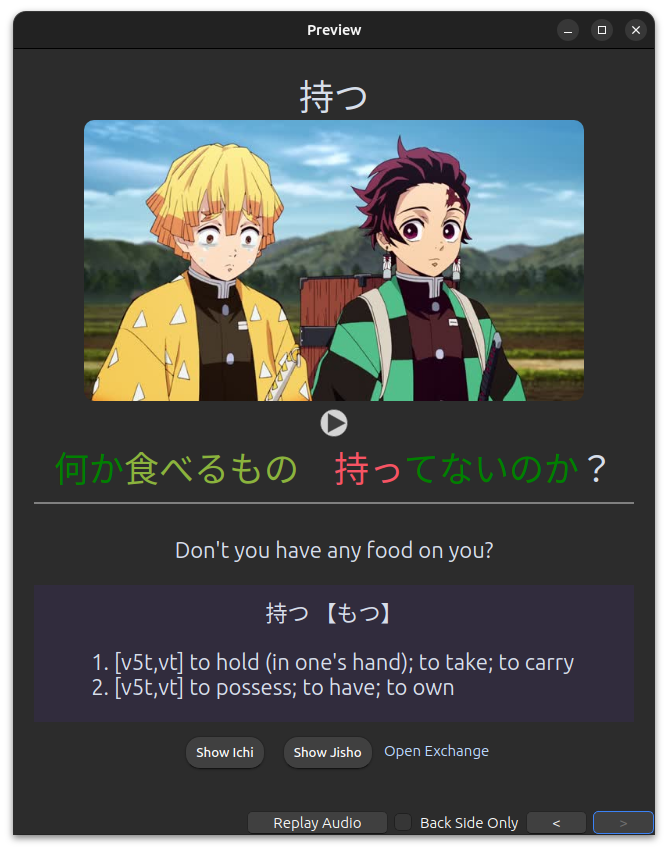 Preview
持つ
何か食べるもの　持ってないのか？
Don't you have any food on you?
持つ 【もつ】
1. [v5t,vt] to hold (in one's hand); to take; to carry
2. [v5t,vt] to possess; to have; to own
Show Ichi Show Jisho Open Exchange
Replay Audio Back Side Only < >